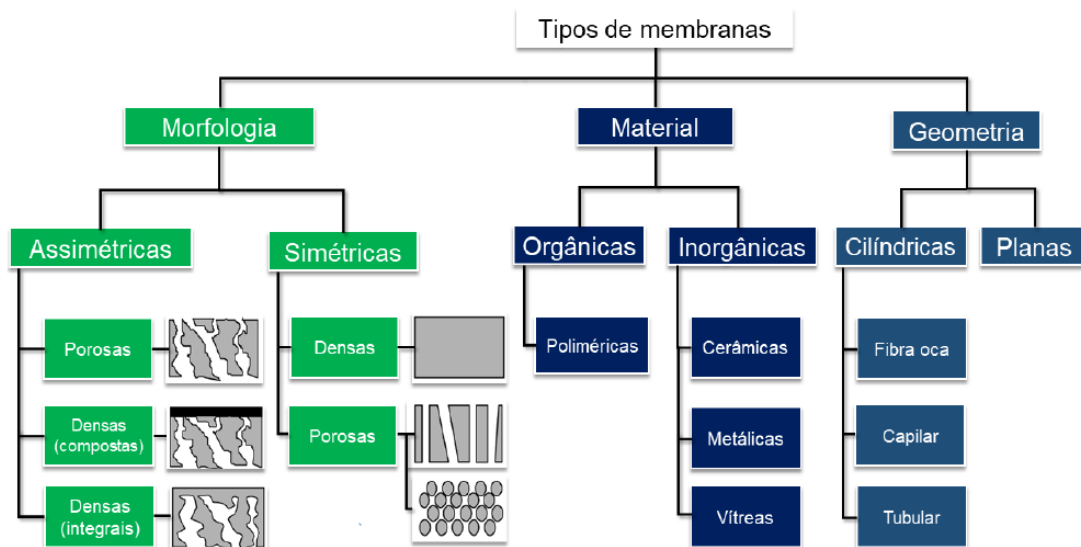 Tipos de membranas
Morfologia
Material
Geometria
Assimétricas
Simétricas
Orgânicas
Inorgânicas
Cilíndricas
Planas
Porosas
Densas
Poliméricas
Cerâmicas
Fibra oca
Densas
(compostas)
Porosas
Metálicas
Capilar
Densas
(integrais)
Vítreas
Tubular